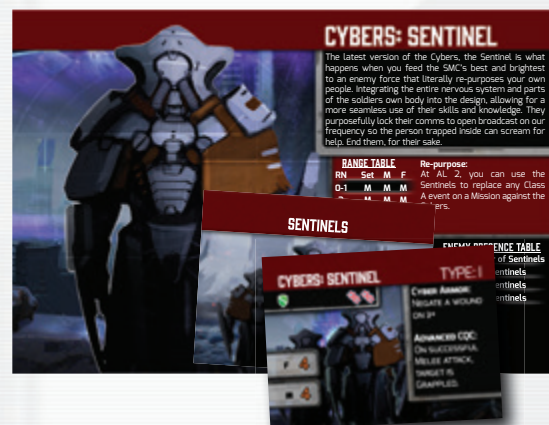 CYBERS: SENTINEL
The latest version of the Cybers, the Sentinel is what
happens when you feed the SMC's best and brightest
to an enemy force that literally re-purposes your own
people. Integrating the entire nervous system and parts
of the soldiers own body into the design, allowing for a
more seamless use of their skills and knowledge. They
purposefully lock their comms to open broadcast on our
frequency so the person trapped inside can scream for
help. End them, for their sake.
RANGE TABLE
RN Set M F
0-1 M M M
M M M
Re-purpose:
At AL 2, you can use the
Sentinels to replace any Class
A event on a Mission against the
ENEMY TABLE
of Sentinels
SENTINELS
CYBERS: SENTINEL TYPE: I
CYBER ARMOR:
NEGATE A WOUND
ADVANCED CQC:
ON SUCCESSFUL
MELEE ATTACK,
TARGET IS
GRAPPLED.
F 4
4